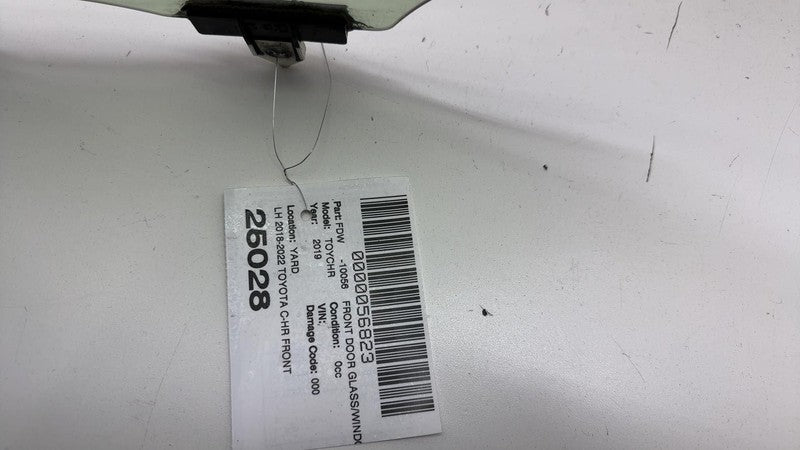 0000056823
Part: FDW -10056 FRONT DOOR GLASS/WINDO
Model: TOYCHR Condition: 0cc
Year: 2019 VIN:
Damage Code: 000
Location: YARD
LH 2018-2022 TOYOTA C-HR FRONT
25028